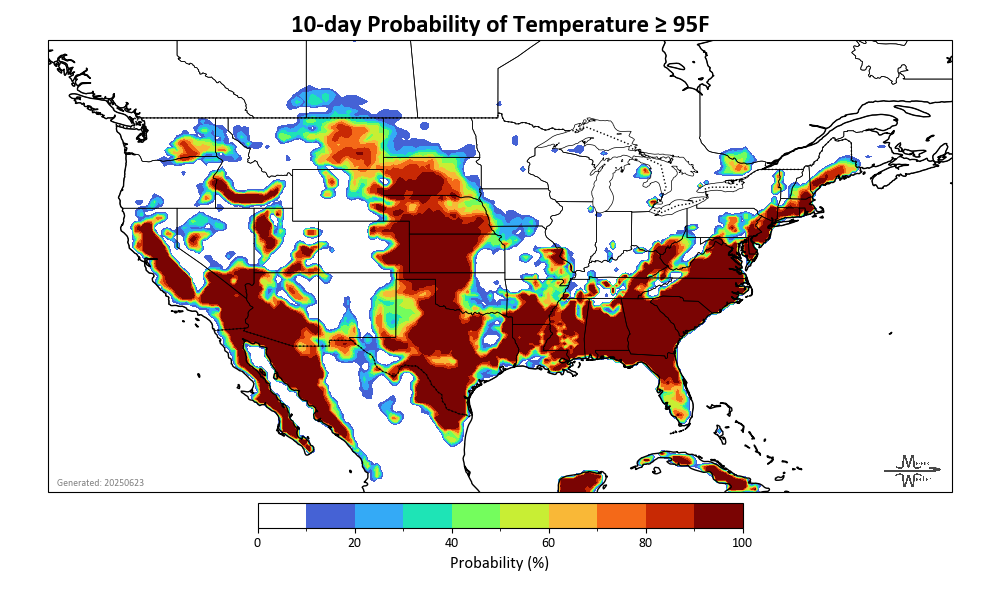 10-day Probability of Temperature ≥ 95F
Generated: 20250623
0 20 40 60 80 100
Probability (%)